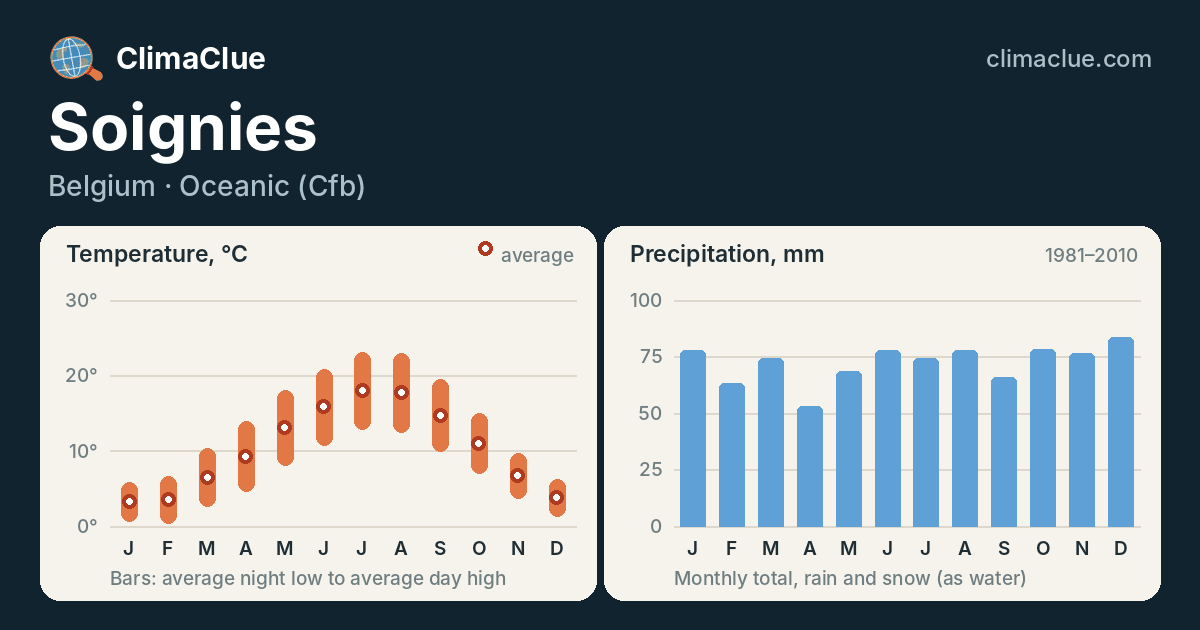 ClimaClue
climaclue.com
Soignies
Belgium · Oceanic (Cfb)
Temperature, °C
average
30°
20°
10°
0°
J F M A M J J A S O N D
Bars: average night low to average day high
Precipitation, mm
1981–2010
100
75
50
25
0
J F M A M J J A S O N D
Monthly total, rain and snow (as water)